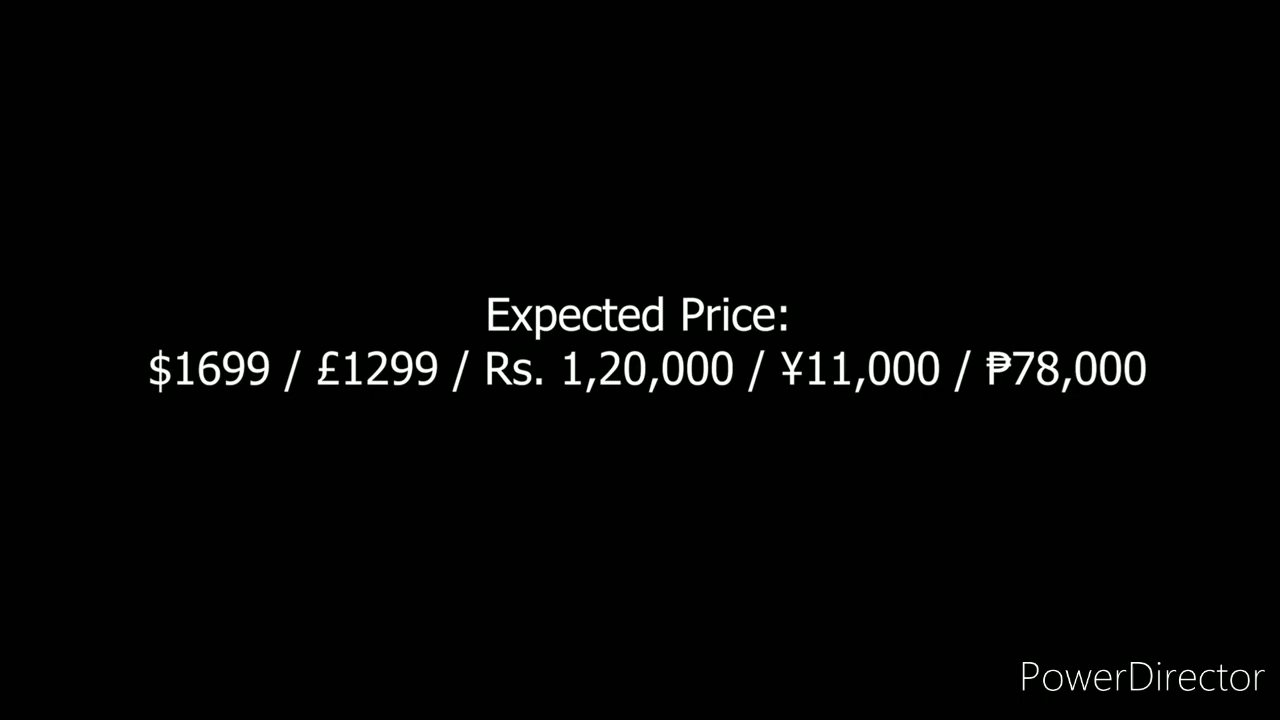 Expected Price:
$1699 / £1299 / Rs. 1,20,000 / ¥11,000 / ₱78,000
PowerDirector